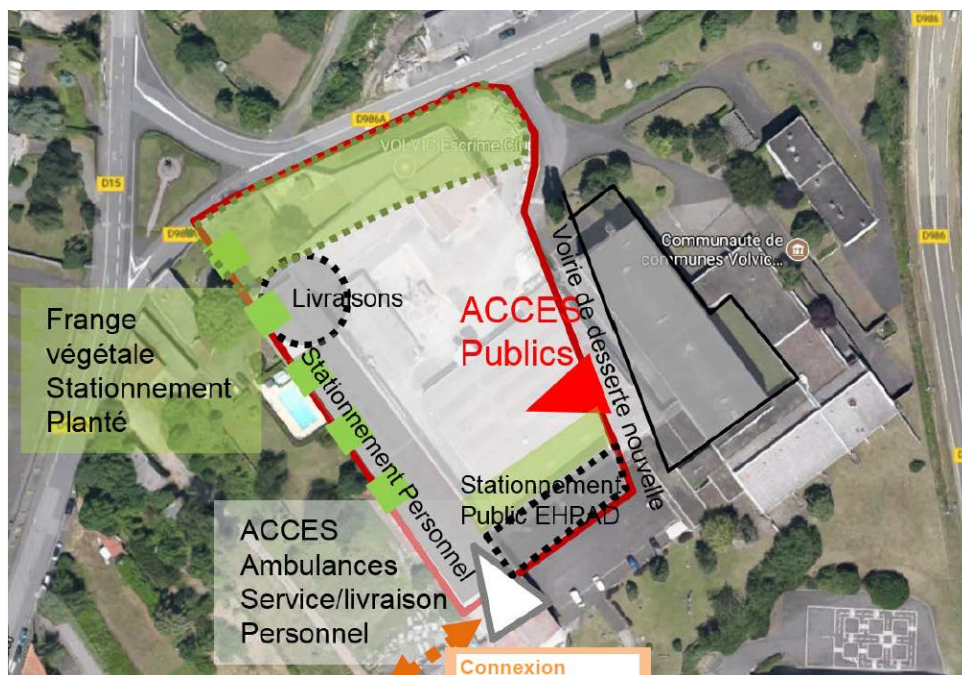 D986
D986A
VOLVIC Escrime Cl
D15
Communauté de
communes Volvic...
D986
Livraisons
ACCES
Publics
Voirie de desserte nouvelle
Frange
végétale
Stationnement
Planté
Stationnement Personnel
Stationnement
Public EHPAD
ACCES
Ambulances
Service/livraison
Personnel
Connexion